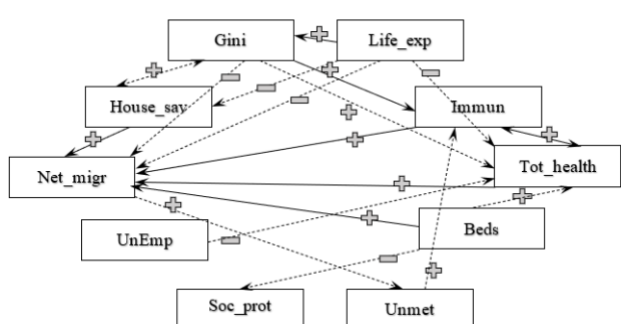 Gini
Life_exp
House_sav
Immun
Net_migr
Tot_health
UnEmp
Beds
Soc_prot
Unmet